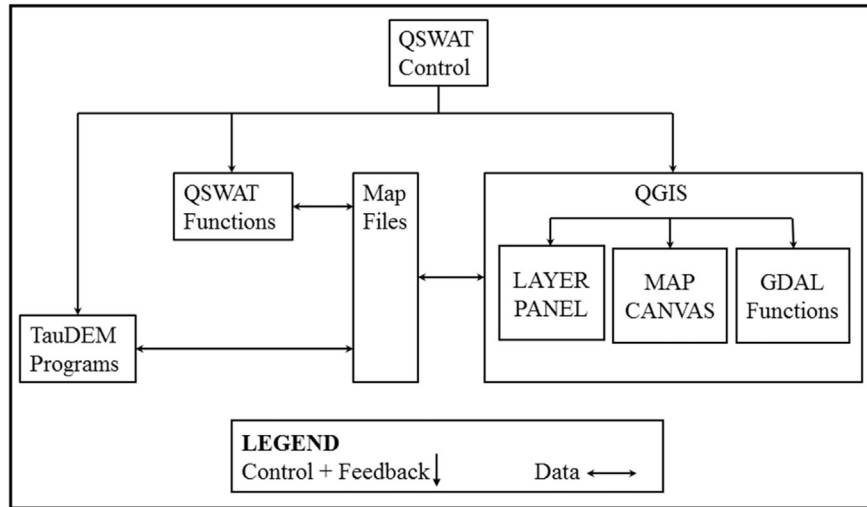 QSWAT
Control
QSWAT
Functions
Map
Files
QGIS
LAYER
PANEL
MAP
CANVAS
GDAL
Functions
TauDEM
Programs
LEGEND
Control + Feedback
Data